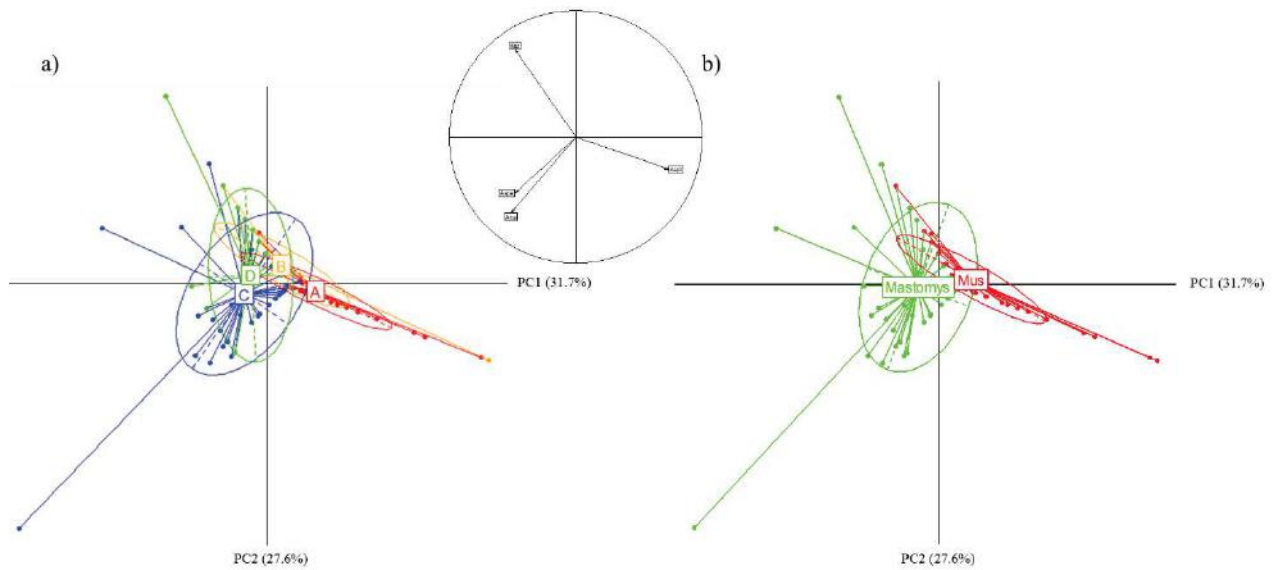 a)
b)
D
B
C
A
PC1 (31.7%)
PC2 (27.6%)
Mastomys
Mus
PC1 (31.7%)
PC2 (27.6%)